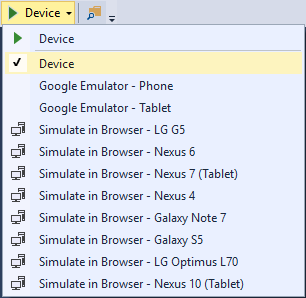 Device
Device
Device
Google Emulator - Phone
Google Emulator - Tablet
Simulate in Browser - LG G5
Simulate in Browser - Nexus 6
Simulate in Browser - Nexus 7 (Tablet)
Simulate in Browser - Nexus 4
Simulate in Browser - Galaxy Note 7
Simulate in Browser - Galaxy S5
Simulate in Browser - LG Optimus L70
Simulate in Browser - Nexus 10 (Tablet)